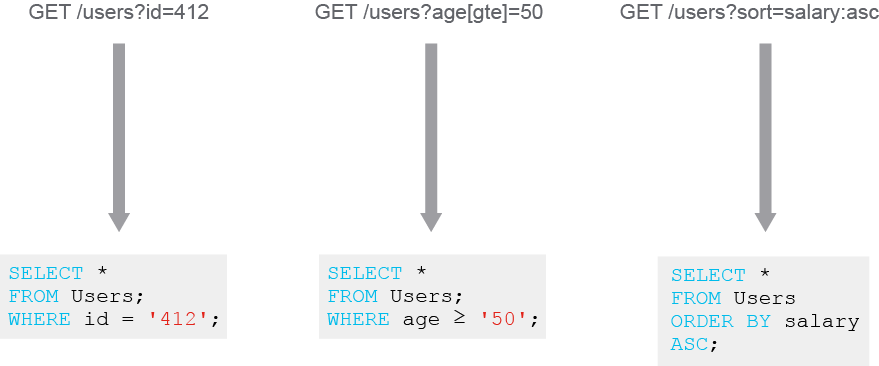 GET /users?id=412
GET /users?age[gte]=50
GET /users?sort=salary:asc
SELECT *
FROM Users;
WHERE id = '412';
SELECT *
FROM Users;
WHERE age ≥ '50';
SELECT *
FROM Users
ORDER BY salary
ASC;